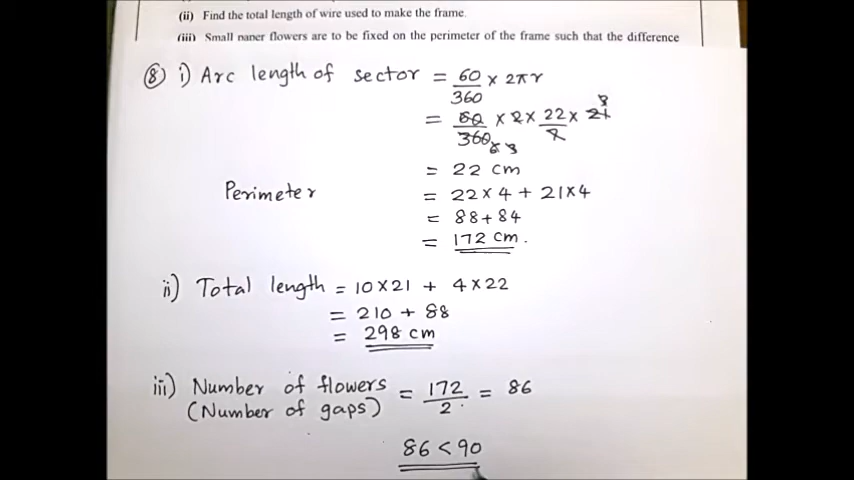 (ii) Find the total length of wire used to make the frame.
(iii) Small paper flowers are to be fixed on the perimeter of the frame such that the difference
⑧ i) Arc length of sector = 60/360 × 2πr
= 60/360 × 2 × 22/7 × 21
= 22 cm
Perimeter = 22×4 + 21×4
= 88+84
= 172 cm.
ii) Total length = 10×21 + 4×22
= 210 + 88
= 298 cm
iii) Number of flowers = 172/2 = 86
(Number of gaps)
86 < 90